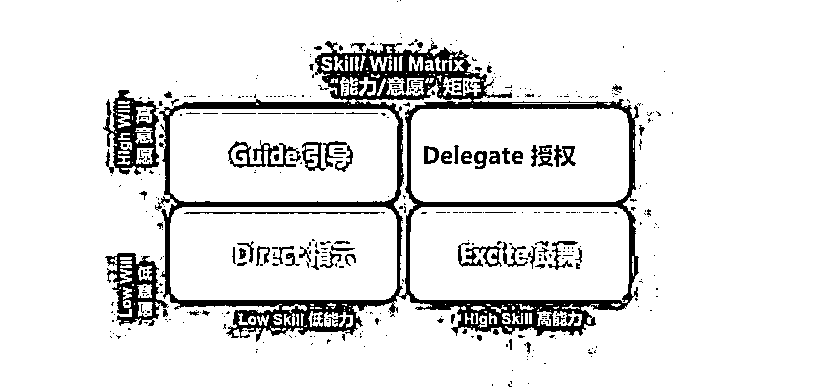 Skill/ Will Matrix
“能力/意愿” 矩阵
High Will
高意愿
Guide 引导
Delegate 授权
Low Will
低意愿
Direct 指示
Excite 鼓舞
Low Skill 低能力
High Skill 高能力